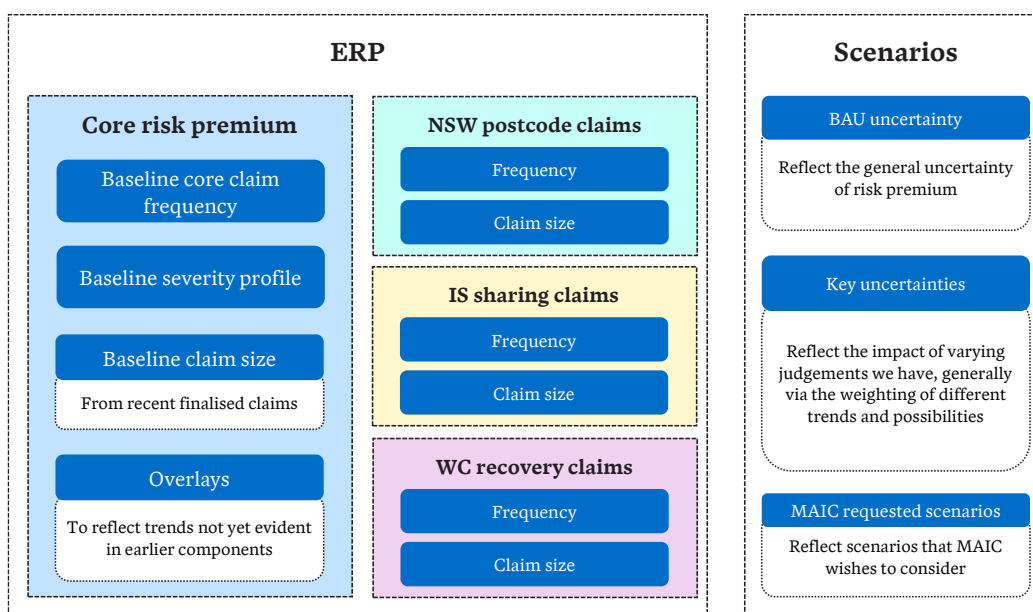 ERP
Core risk premium
Baseline core claim
frequency
Baseline severity profile
Baseline claim size
From recent finalised claims
Overlays
To reflect trends not yet evident
in earlier components
NSW postcode claims
Frequency
Claim size
IS sharing claims
Frequency
Claim size
WC recovery claims
Frequency
Claim size
Scenarios
BAU uncertainty
Reflect the general uncertainty
of risk premium
Key uncertainties
Reflect the impact of varying
judgements we have, generally
via the weighting of different
trends and possibilities
MAIC requested scenarios
Reflect scenarios that MAIC
wishes to consider